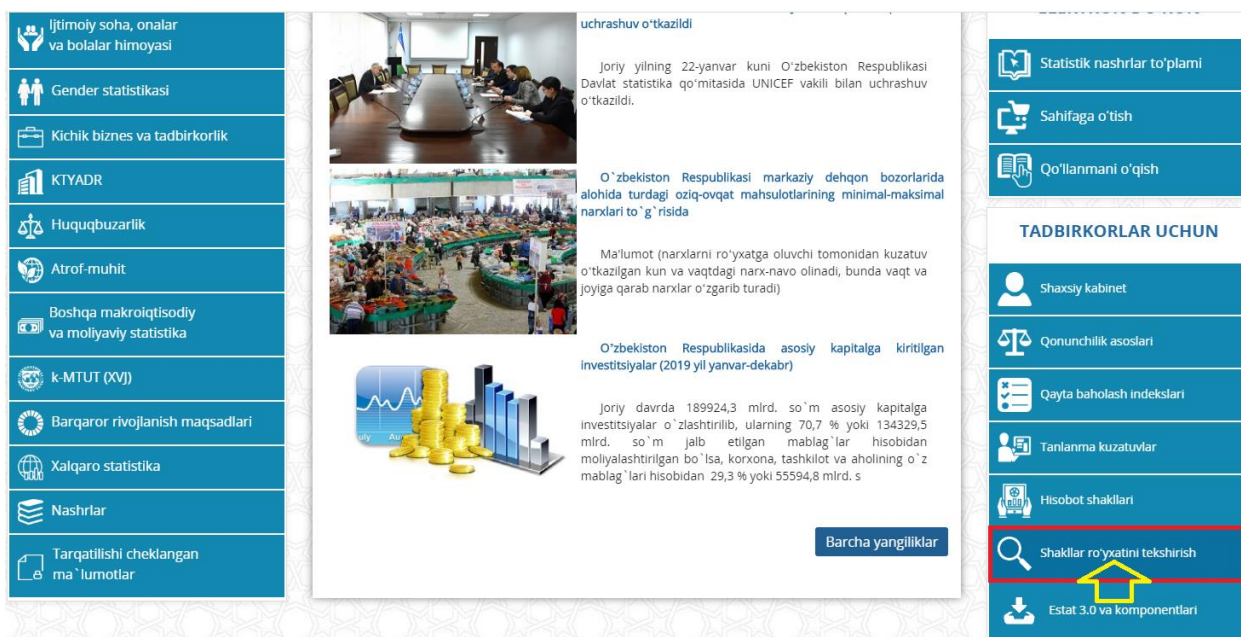 Ijtimoiy soha, onalar
va bolalar himoyasi
Gender statistikasi
Kichik biznes va tadbirkorlik
KTYADR
Huquqbuzarlik
Atrof-muhit
Boshqa makroiqtisodiy
va moliyaviy statistika
k-MTUT (XVJ)
Barqaror rivojlanish maqsadlari
Xalqaro statistika
Nashrlar
Tarqatilishi cheklangan
ma`lumotlar
uchrashuv o‘tkazildi
Joriy yilning 22-yanvar kuni O‘zbekiston Respublikasi
Davlat statistika qo‘mitasida UNICEF vakili bilan uchrashuv
o‘tkazildi.
O`zbekiston Respublikasi markaziy dehqon bozorlarida
alohida turdagi oziq-ovqat mahsulotlarining minimal-maksimal
narxlari to`g`risida
Ma'lumot (narxlarni ro‘yxatga oluvchi tomonidan kuzatuv
o‘tkazilgan kun va vaqtdagi narx-navo olinadi, bunda vaqt va
joyiga qarab narxlar o‘zgarib turadi)
O‘zbekiston Respublikasida asosiy kapitalga kiritilgan
investitsiyalar (2019 yil yanvar-dekabr)
Joriy davrda 189924,3 mlrd. so`m asosiy kapitalga
investitsiyalar o`zlashtirilib, ularning 70,7 % yoki 134329,5
mlrd. so`m jalb etilgan mablag`lar hisobidan
moliyalashtirilgan bo`lsa, korxona, tashkilot va aholining o`z
mablag`lari hisobidan 29,3 % yoki 55594,8 mlrd. s
Barcha yangiliklar
Statistik nashrlar to'plami
Sahifaga o‘tish
Qo‘llanmani o‘qish
TADBIRKORLAR UCHUN
Shaxsiy kabinet
Qonunchilik asoslari
Qayta baholash indekslari
Tanlanma kuzatuvlar
Hisobot shakllari
Shakllar ro‘yxatini tekshirish
Estat 3.0 va komponentlari